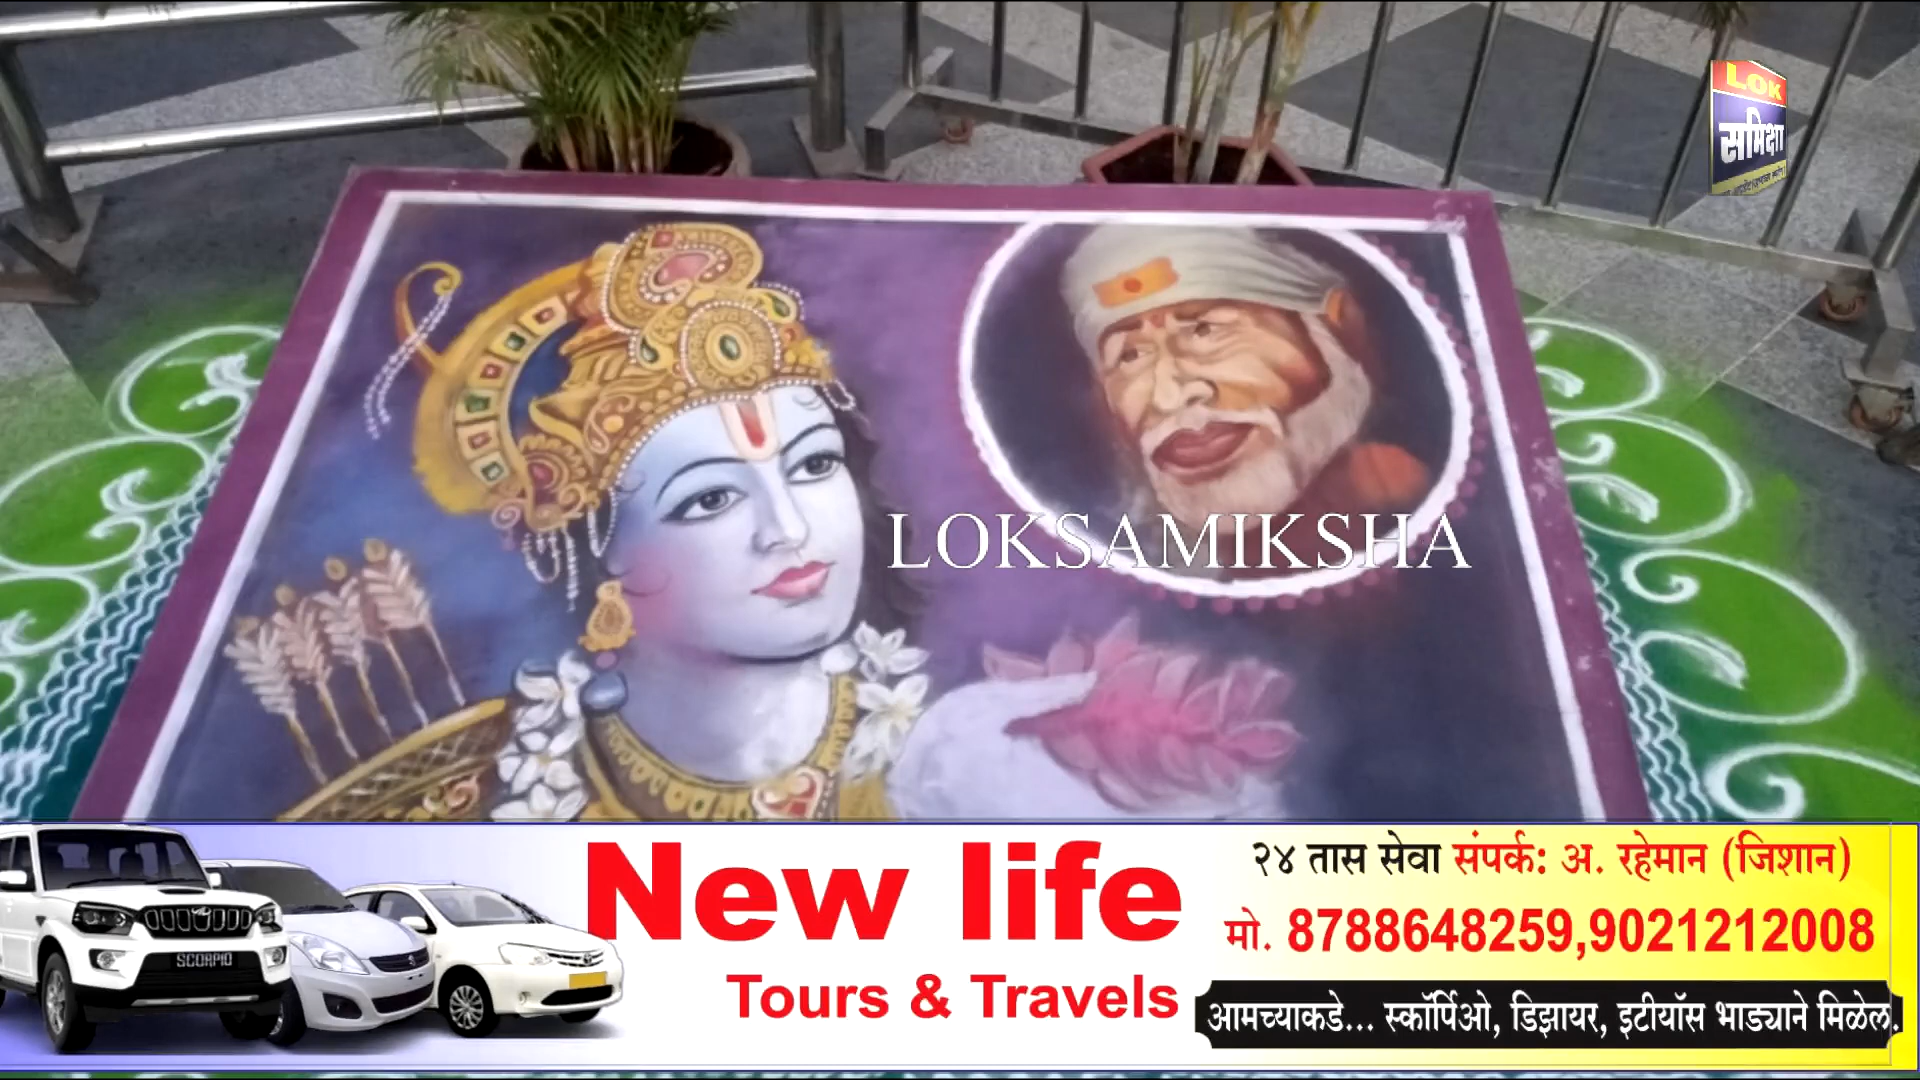 LOK
समिक्षा
LOKSAMIKSHA
SCORPIO
New life
Tours & Travels
२४ तास सेवा संपर्क: अ. रहेमान (जिशान)
मो. 8788648259,9021212008
आमच्याकडे... स्कॉर्पिओ, डिझायर, इटीयॉस भाड्याने मिळेल.